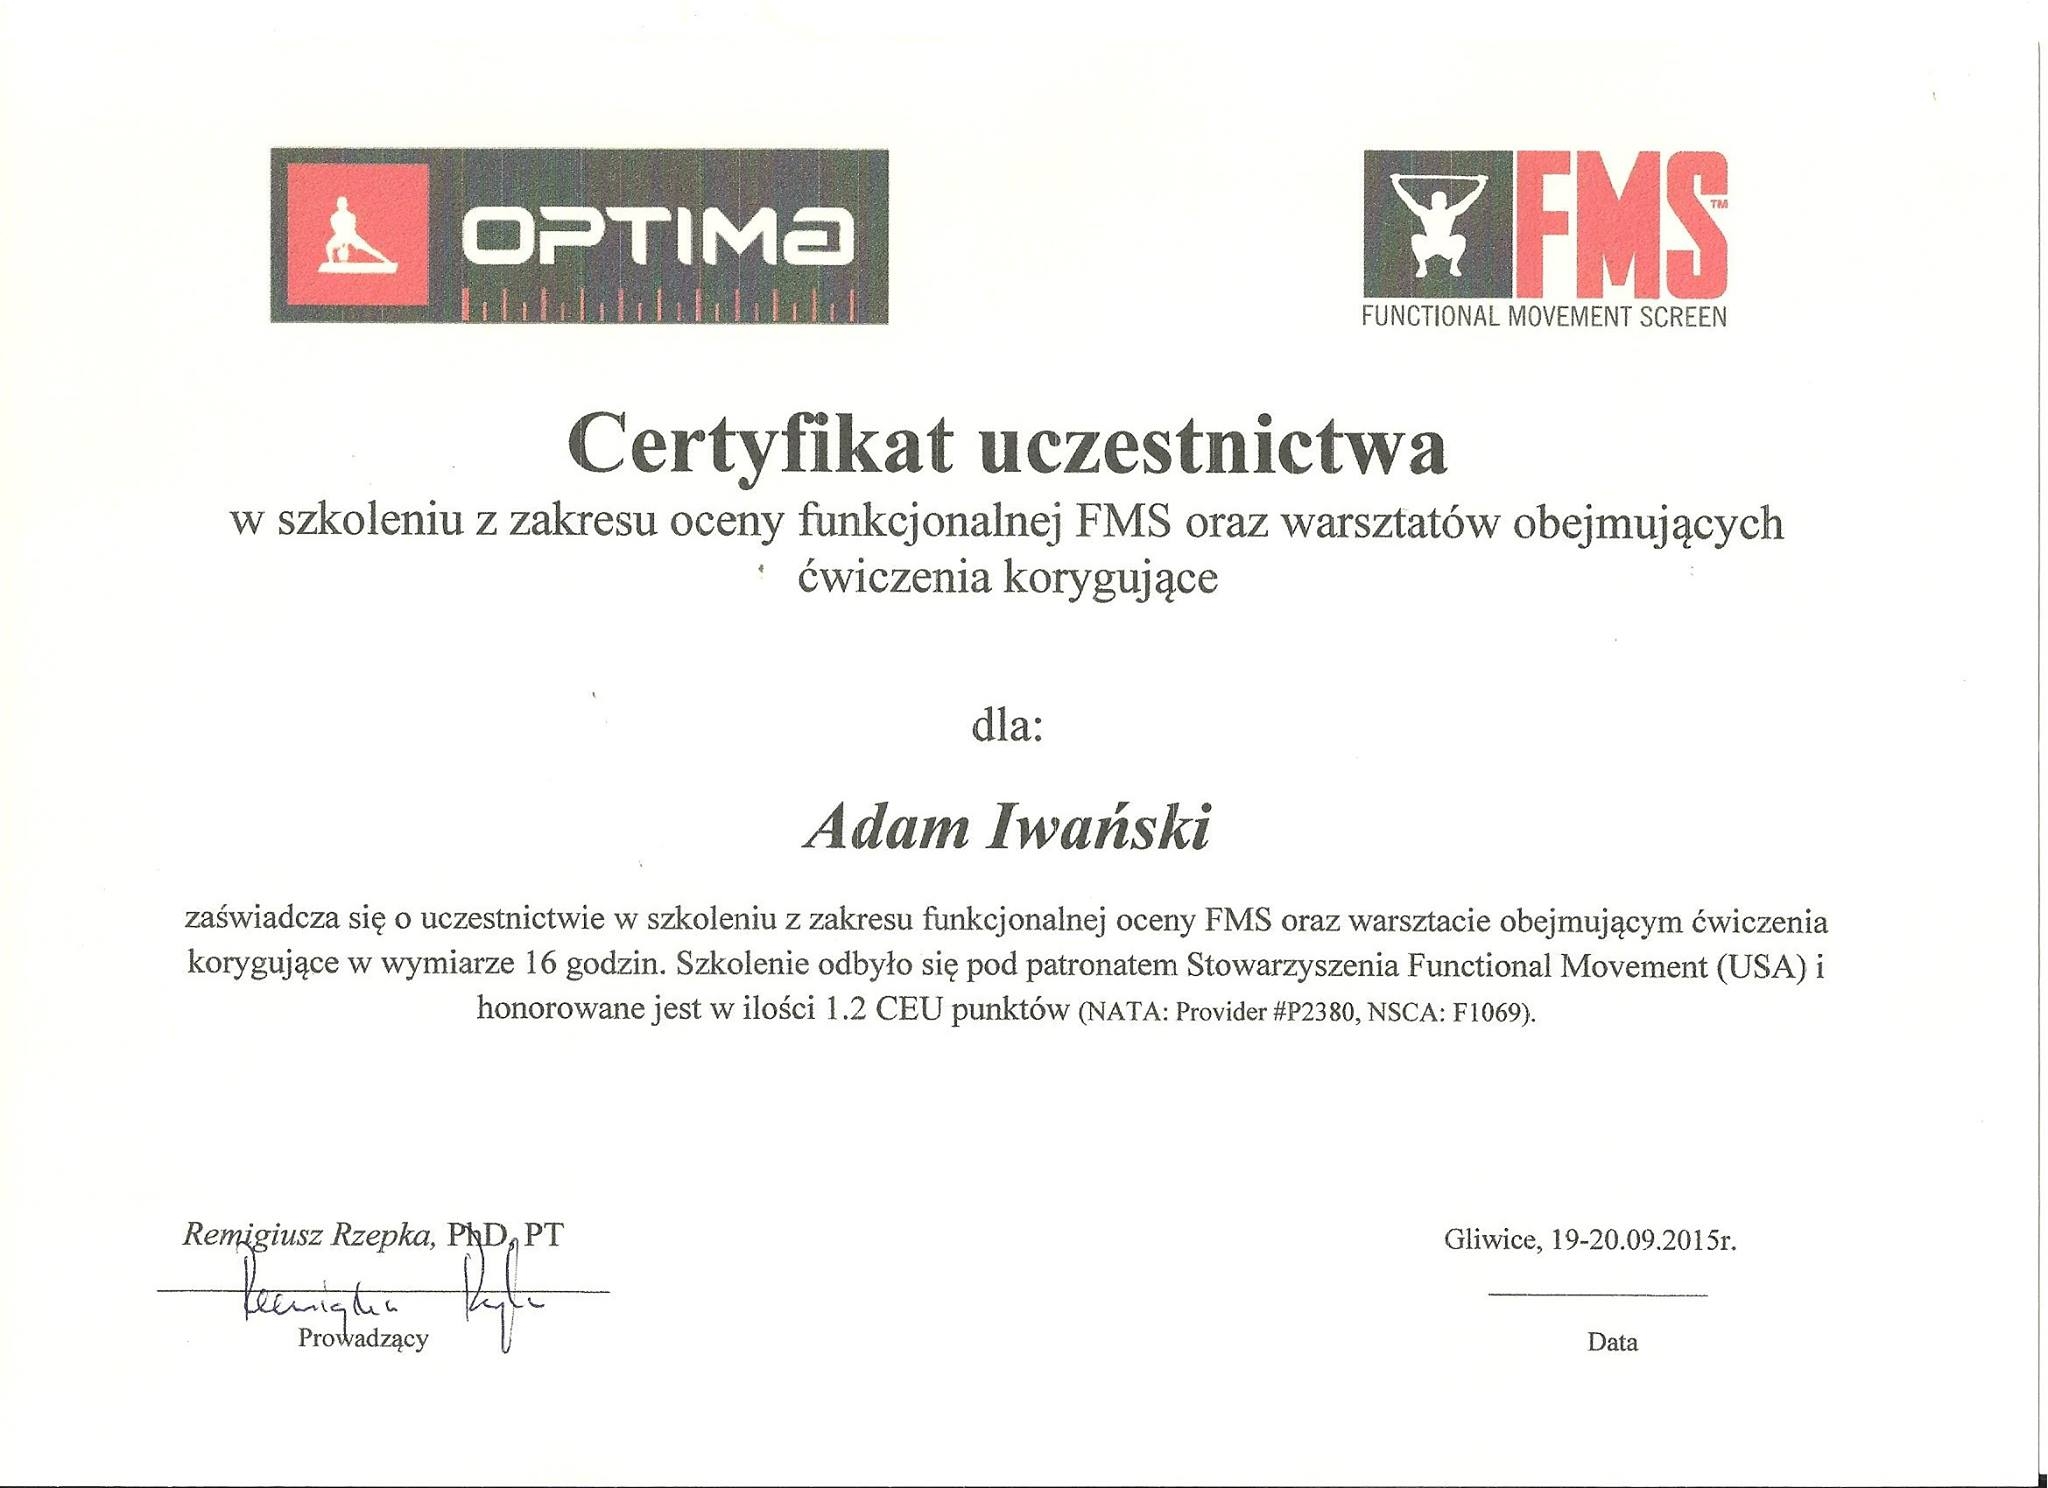 OPTIMA
FMS™
FUNCTIONAL MOVEMENT SCREEN
Certyfikat uczestnictwa
w szkoleniu z zakresu oceny funkcjonalnej FMS oraz warsztatów obejmujących
ćwiczenia korygujące
dla:
Adam Iwański
zaświadcza się o uczestnictwie w szkoleniu z zakresu funkcjonalnej oceny FMS oraz warsztacie obejmującym ćwiczenia
korygujące w wymiarze 16 godzin. Szkolenie odbyło się pod patronatem Stowarzyszenia Functional Movement (USA) i
honorowane jest w ilości 1.2 CEU punktów (NATA: Provider #P2380, NSCA: F1069).
Remigiusz Rzepka, PhD, PT
Gliwice, 19-20.09.2015r.
Prowadzący
Data